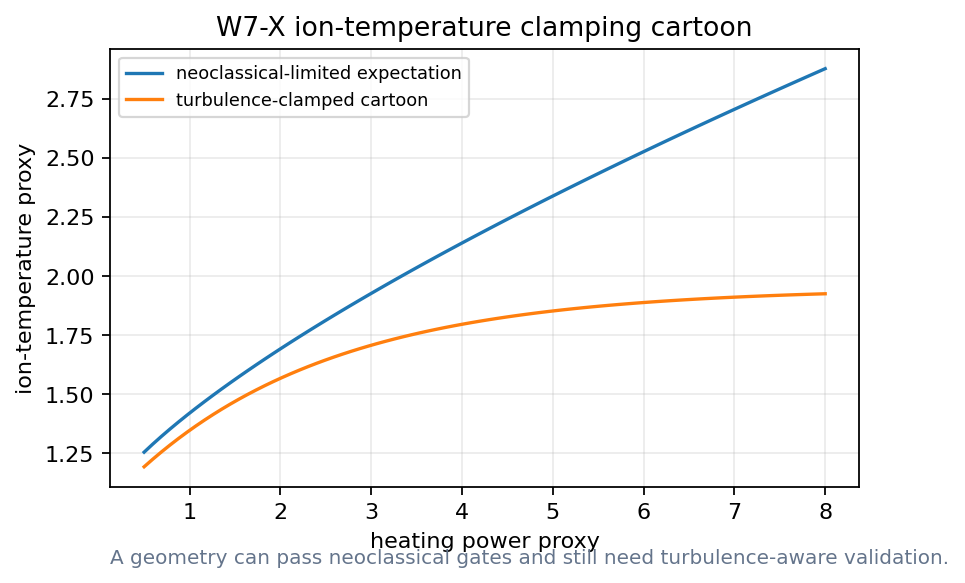 W7-X ion-temperature clamping cartoon
neoclassical-limited expectation
turbulence-clamped cartoon
ion-temperature proxy
2.75
2.50
2.25
2.00
1.75
1.50
1.25
1 2 3 4 5 6 7 8
heating power proxy
A geometry can pass neoclassical gates and still need turbulence-aware validation.